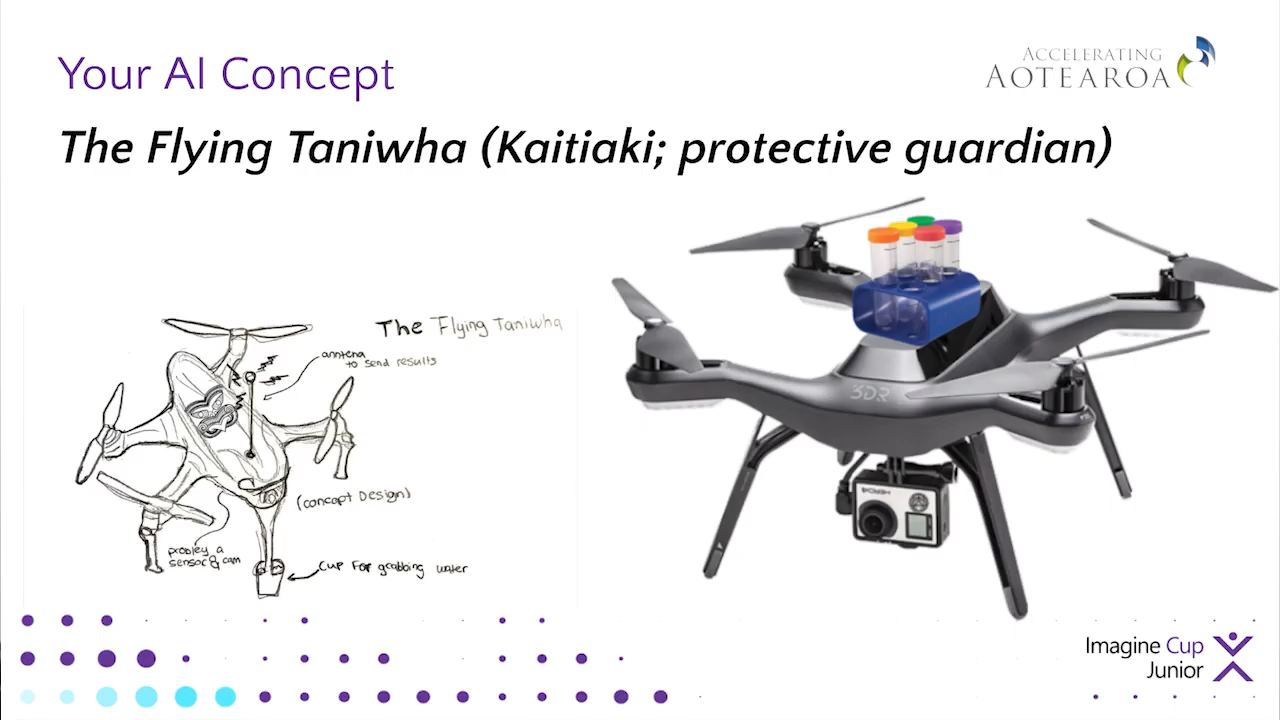 Your AI Concept
ACCELERATING
AOTEAROA
The Flying Taniwha (Kaitiaki; protective guardian)
The Flying Taniwha
anntena
to send results
(concept Design)
probley a
sensor & cam
Cup For grabbing water
3DR
Imagine Cup
Junior